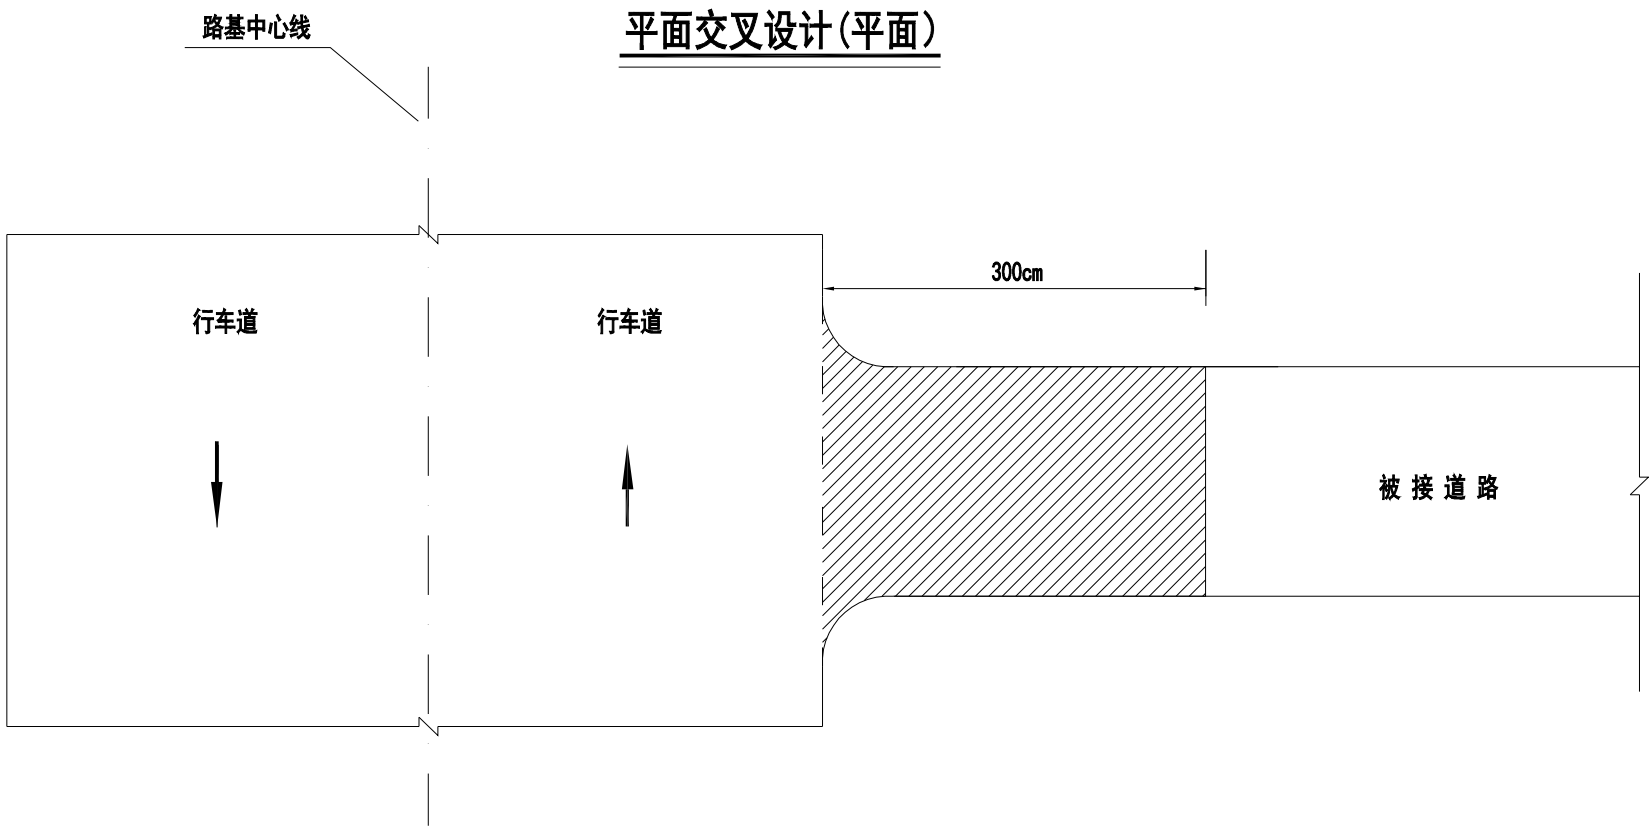 路基中心线
平面交叉设计(平面)
300cm
行车道
行车道
被接道路